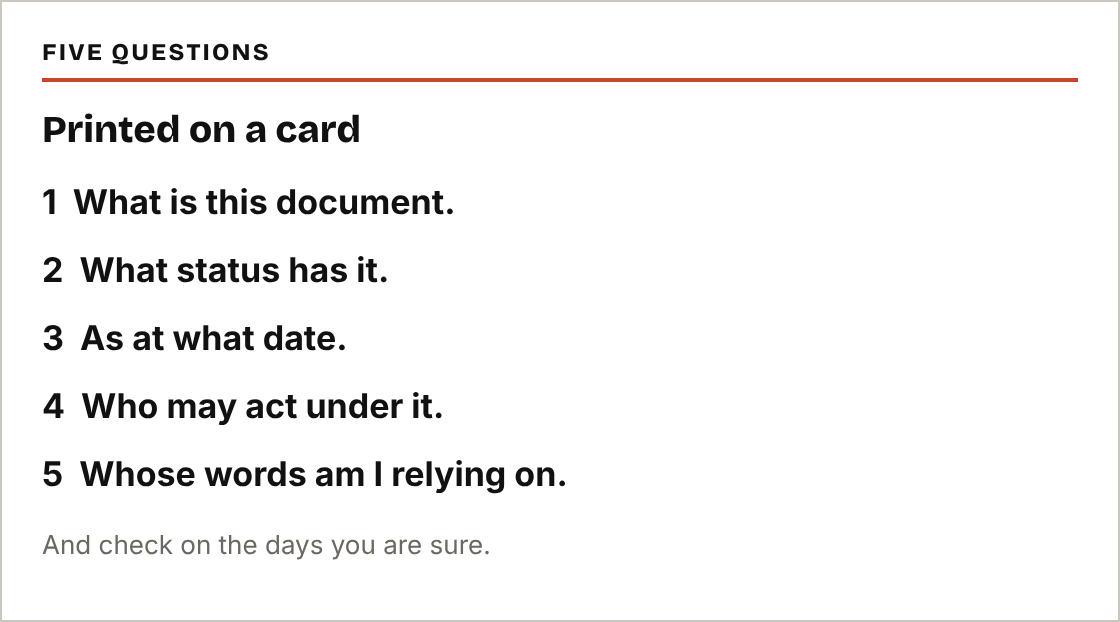 FIVE QUESTIONS
Printed on a card
1 What is this document.
2 What status has it.
3 As at what date.
4 Who may act under it.
5 Whose words am I relying on.
And check on the days you are sure.